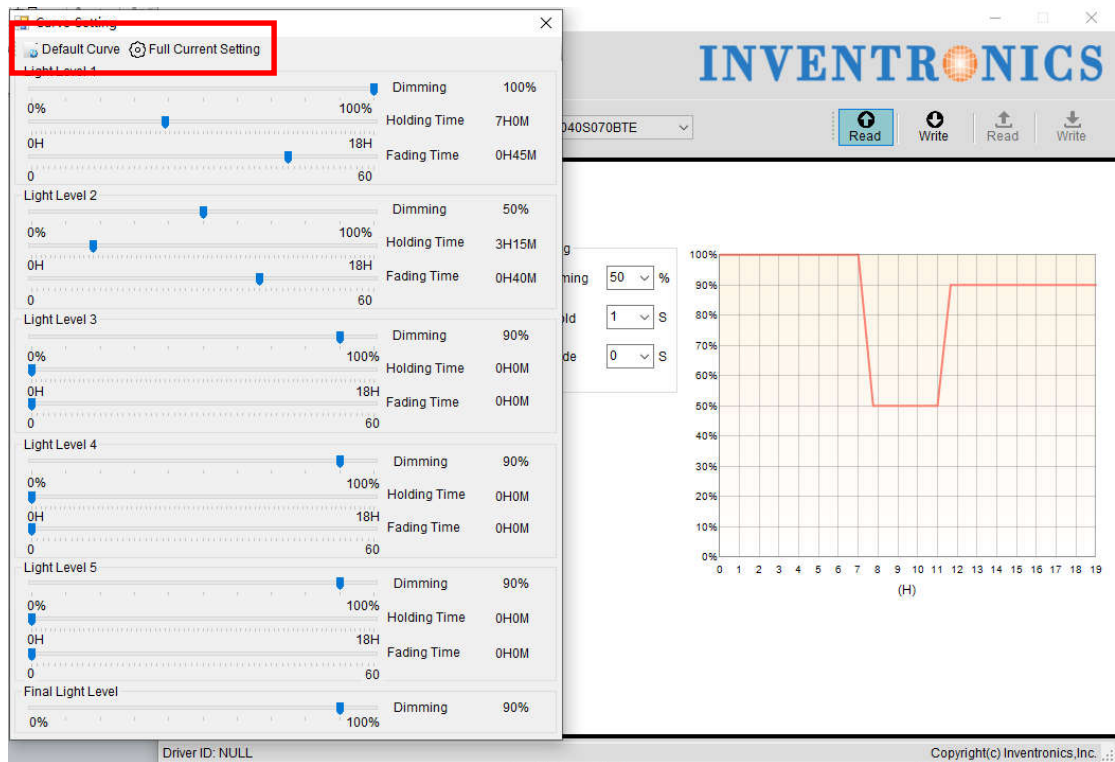 Curve Setting
Default Curve Full Current Setting
Light Level 1
Dimming 100%
0% 100%
Holding Time 7H0M
0H 18H
Fading Time 0H45M
0 60
Light Level 2
Dimming 50%
0% 100%
Holding Time 3H15M
0H 18H
Fading Time 0H40M
0 60
Light Level 3
Dimming 90%
0% 100%
Holding Time 0H0M
0H 18H
Fading Time 0H0M
0 60
Light Level 4
Dimming 90%
0% 100%
Holding Time 0H0M
0H 18H
Fading Time 0H0M
0 60
Light Level 5
Dimming 90%
0% 100%
Holding Time 0H0M
0H 18H
Fading Time 0H0M
0 60
Final Light Level
Dimming 90%
0% 100%
INVENTRONICS
040S070BTE
Read Write Read Write
g
ming 50 %
ld 1 S
de 0 S
100%
90%
80%
70%
60%
50%
40%
30%
20%
10%
0%
0 1 2 3 4 5 6 7 8 9 10 11 12 13 14 15 16 17 18 19
(H)
Driver ID: NULL
Copyright(c) Inventronics,Inc.